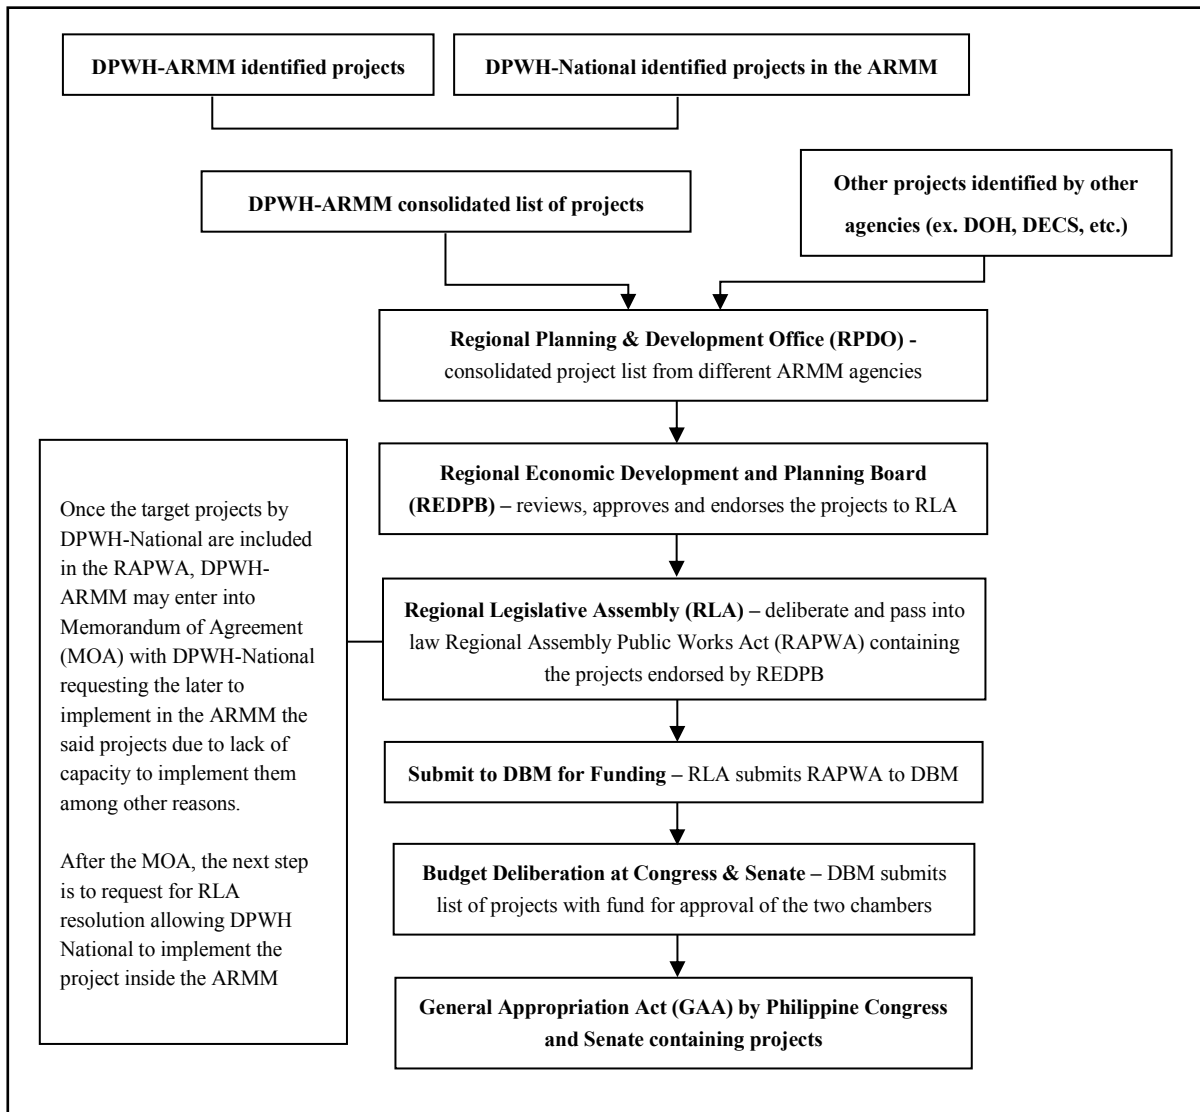 DPWH-ARMM identified projects
DPWH-National identified projects in the ARMM
DPWH-ARMM consolidated list of projects
Other projects identified by other
agencies (ex. DOH, DECS, etc.)
Regional Planning & Development Office (RPDO) -
consolidated project list from different ARMM agencies
Regional Economic Development and Planning Board
(REDPB) – reviews, approves and endorses the projects to RLA
Once the target projects by
DPWH-National are included
in the RAPWA, DPWH-
ARMM may enter into
Memorandum of Agreement
(MOA) with DPWH-National
requesting the later to
implement in the ARMM the
said projects due to lack of
capacity to implement them
among other reasons.
After the MOA, the next step
is to request for RLA
resolution allowing DPWH
National to implement the
project inside the ARMM
Regional Legislative Assembly (RLA) – deliberate and pass into
law Regional Assembly Public Works Act (RAPWA) containing
the projects endorsed by REDPB
Submit to DBM for Funding – RLA submits RAPWA to DBM
Budget Deliberation at Congress & Senate – DBM submits
list of projects with fund for approval of the two chambers
General Appropriation Act (GAA) by Philippine Congress
and Senate containing projects